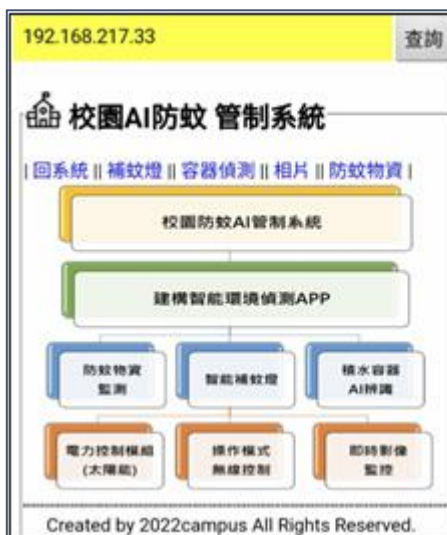 192.168.217.33
查詢
校園AI防蚊 管制系統
| 回系統 || 補蚊燈 || 容器偵測 || 相片 || 防蚊物資 |
校園防蚊AI管制系統
建構智能環境偵測APP
防蚊物資
監測
智能補蚊燈
積水容器
AI辨識
電力控制模組
(太陽能)
操作模式
無線控制
即時影像
監控
Created by 2022campus All Rights Reserved.